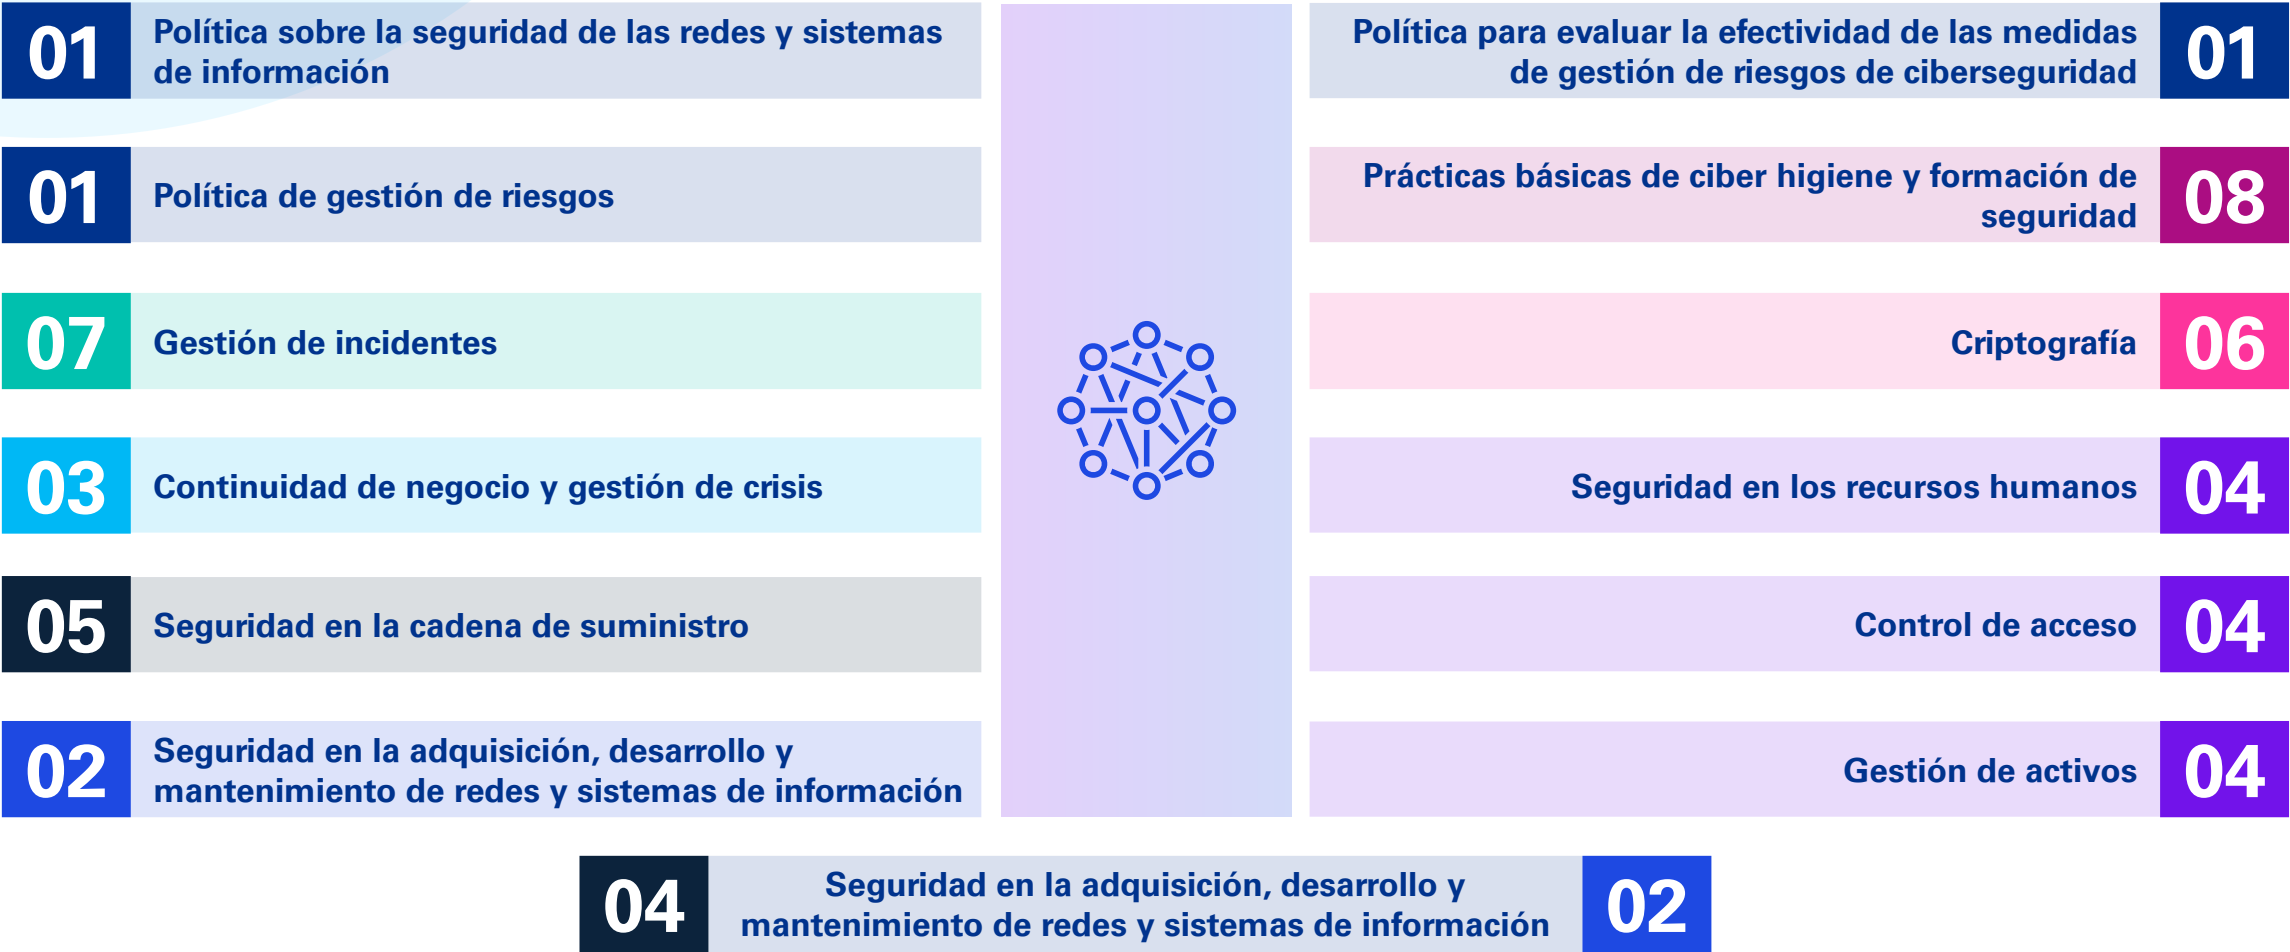 01
Política sobre la seguridad de las redes y sistemas
de información
01
Política de gestión de riesgos
07
Gestión de incidentes
03
Continuidad de negocio y gestión de crisis
05
Seguridad en la cadena de suministro
02
Seguridad en la adquisición, desarrollo y
mantenimiento de redes y sistemas de información
Política para evaluar la efectividad de las medidas
de gestión de riesgos de ciberseguridad
01
Prácticas básicas de ciber higiene y formación de
seguridad
08
Criptografía
06
Seguridad en los recursos humanos
04
Control de acceso
04
Gestión de activos
04
04
Seguridad en la adquisición, desarrollo y
mantenimiento de redes y sistemas de información
02